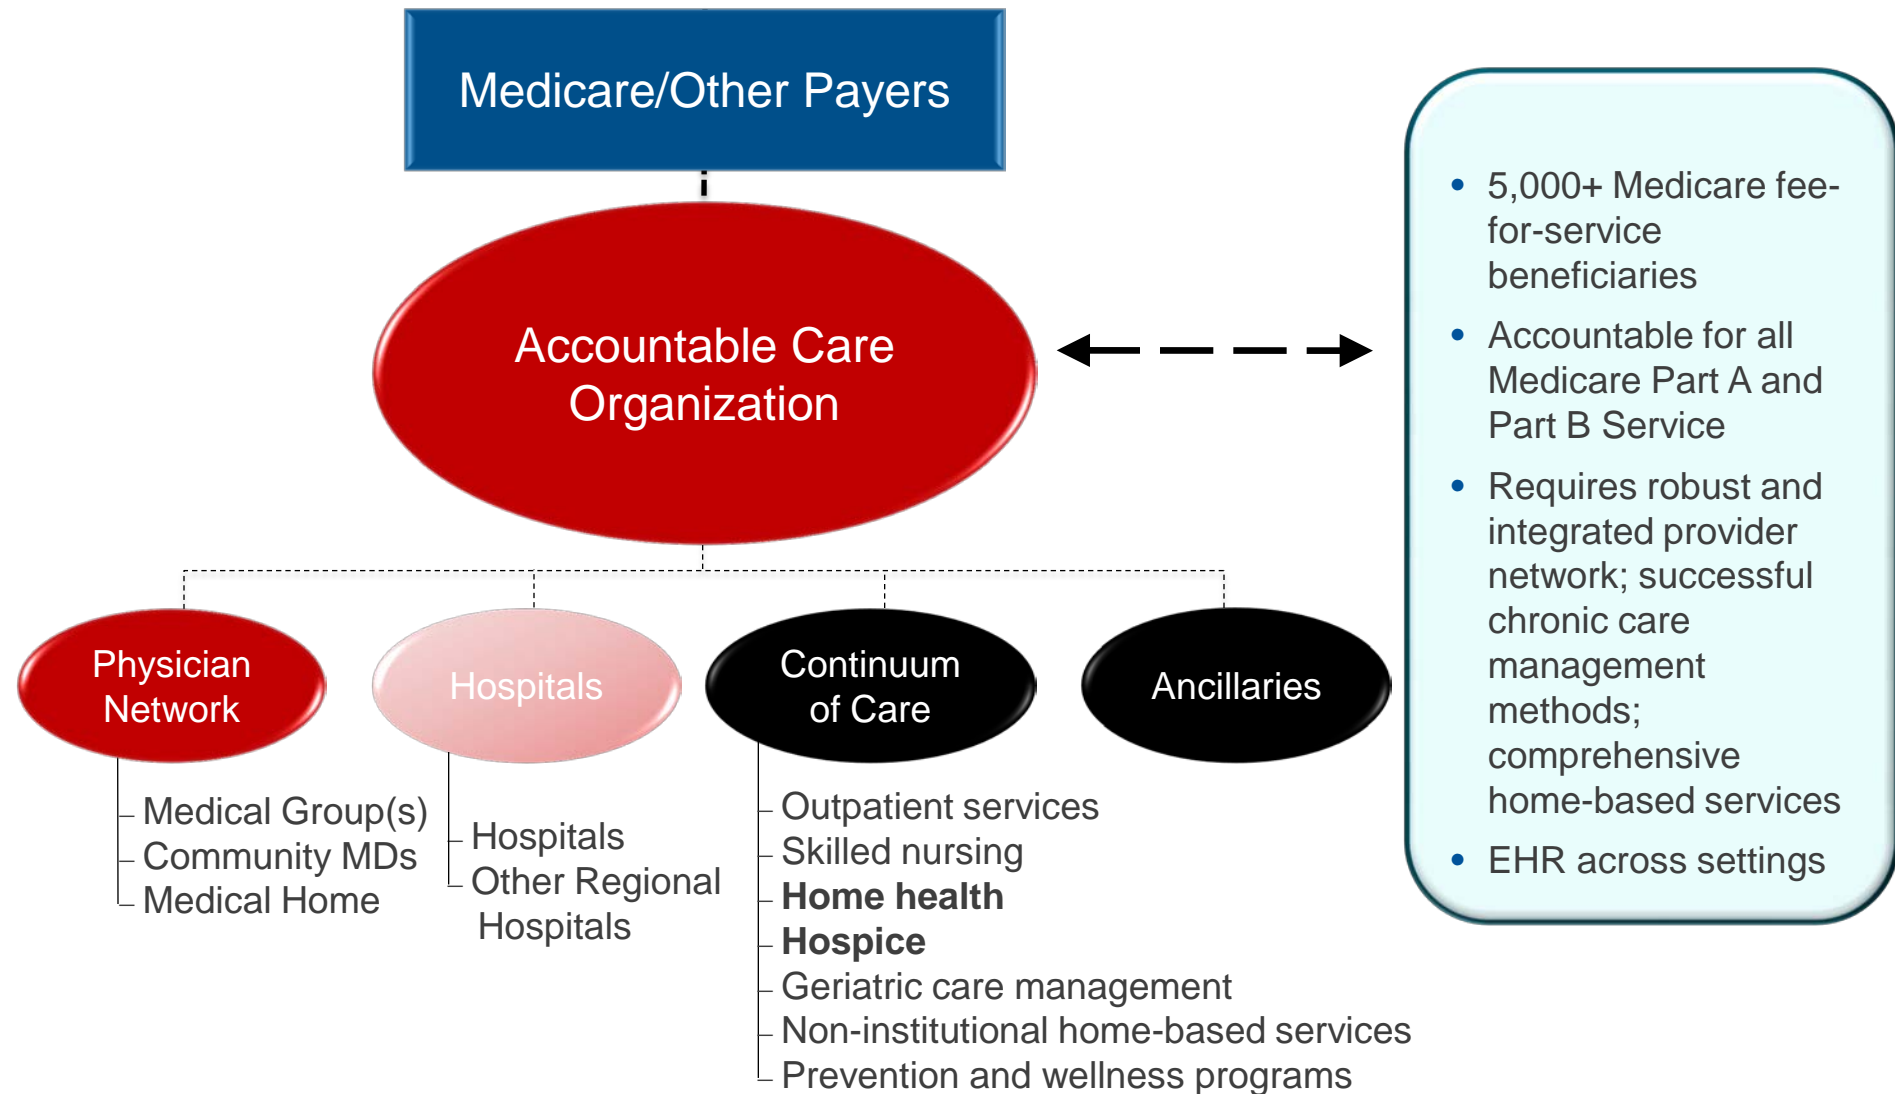 Medicare/Other Payers
Accountable Care
Organization
Physician
Network
Hospitals
Continuum
of Care
Ancillaries
– Medical Group(s)
– Community MDs
– Medical Home
– Hospitals
– Other Regional
Hospitals
– Outpatient services
– Skilled nursing
– Home health
– Hospice
– Geriatric care management
– Non-institutional home-based services
– Prevention and wellness programs
• 5,000+ Medicare fee-
for-service
beneficiaries
• Accountable for all
Medicare Part A and
Part B Service
• Requires robust and
integrated provider
network; successful
chronic care
management
methods;
comprehensive
home-based services
• EHR across settings